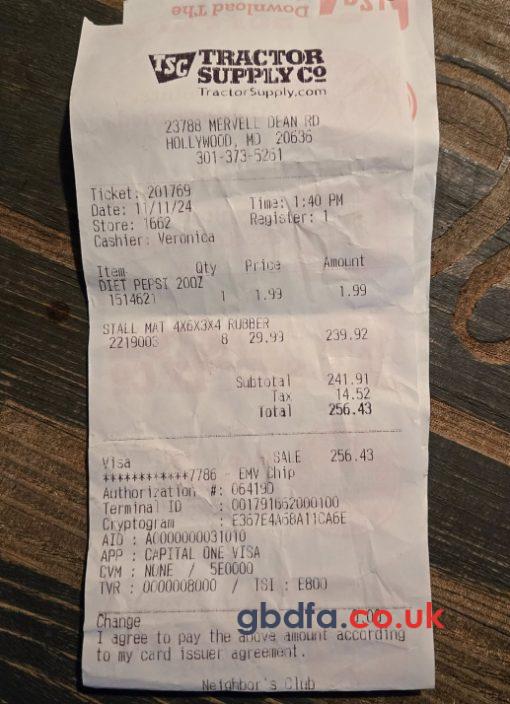 Download The
TSC TRACTOR
SUPPLY CO
TractorSupply.com
23788 MERVELL DEAN RD
HOLLYWOOD, MD 20636
301-373-5261
Ticket: 201769
Date: 11/11/24 Time: 1:40 PM
Store: 1662 Register: 1
Cashier: Veronica
Item Qty Price Amount
DIET PEPSI 20OZ
1514621 1 1.99 1.99
STALL MAT 4X6X3X4 RUBBER
2219003 8 29.99 239.92
Subtotal 241.91
Tax 14.52
Total 256.43
Visa SALE 256.43
************7786 - EMV Chip
Authorization #: 06419D
Terminal ID : 001791662000100
Cryptogram : E367E4A68A11CA6E
AID : A0000000031010
APP : CAPITAL ONE VISA
CVM : NONE / 5E0000
TVR : 0000008000 / TSI : E800
Change
gbdfa.co.uk
I agree to pay the above amount according
to my card issuer agreement.
Neighbor's Club